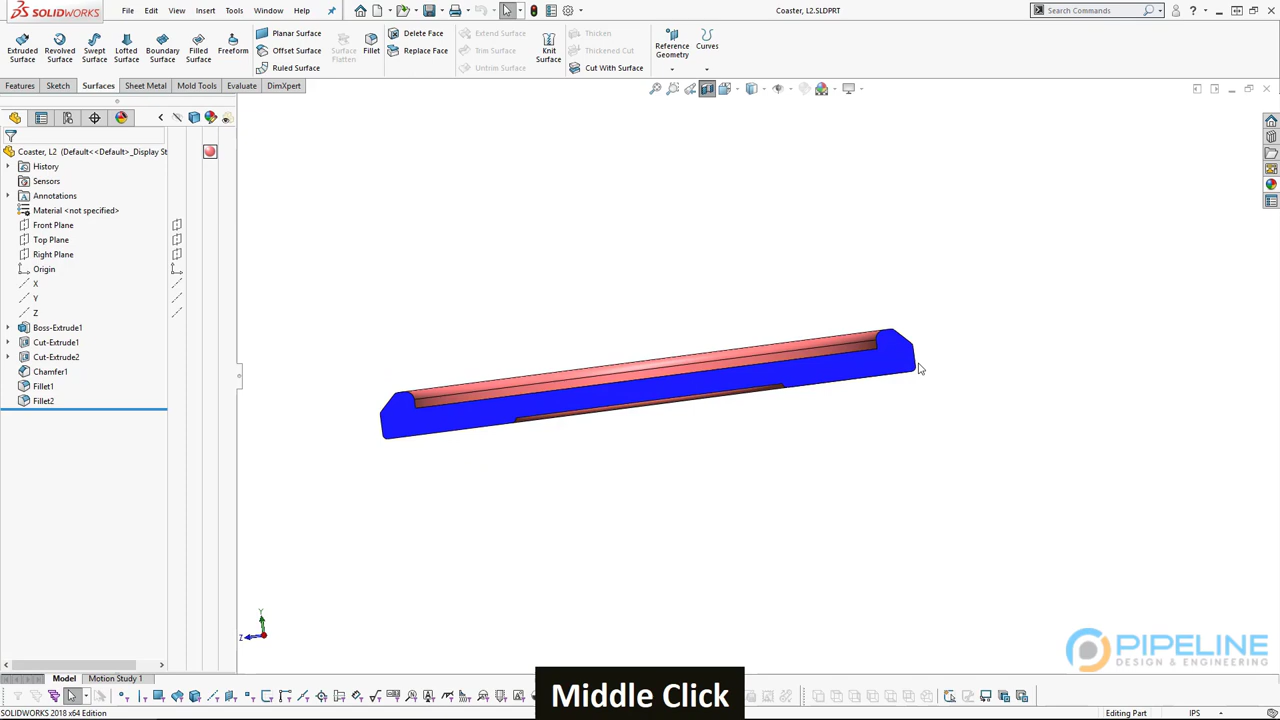 SOLIDWORKS
File
Edit
View
Insert
Tools
Window
Help
Coaster, L2.SLDPRT
Search Commands
Extruded Surface
Revolved Surface
Swept Surface
Lofted Surface
Boundary Surface
Filled Surface
Freeform
Planar Surface
Offset Surface
Ruled Surface
Surface Flatten
Fillet
Delete Face
Replace Face
Extend Surface
Trim Surface
Untrim Surface
Knit Surface
Thicken
Thickened Cut
Cut With Surface
Reference Geometry
Curves
Features
Sketch
Surfaces
Sheet Metal
Mold Tools
Evaluate
DimXpert
Coaster, L2 (Default<<Default>_Display St
History
Sensors
Annotations
Material <not specified>
Front Plane
Top Plane
Right Plane
Origin
X
Y
Z
Boss-Extrude1
Cut-Extrude1
Cut-Extrude2
Chamfer1
Fillet1
Fillet2
Y
Z
PIPELINE
DESIGN & ENGINEERING
Middle Click
Model
Motion Study 1
SOLIDWORKS 2018 x64 Edition
Editing Part
IPS